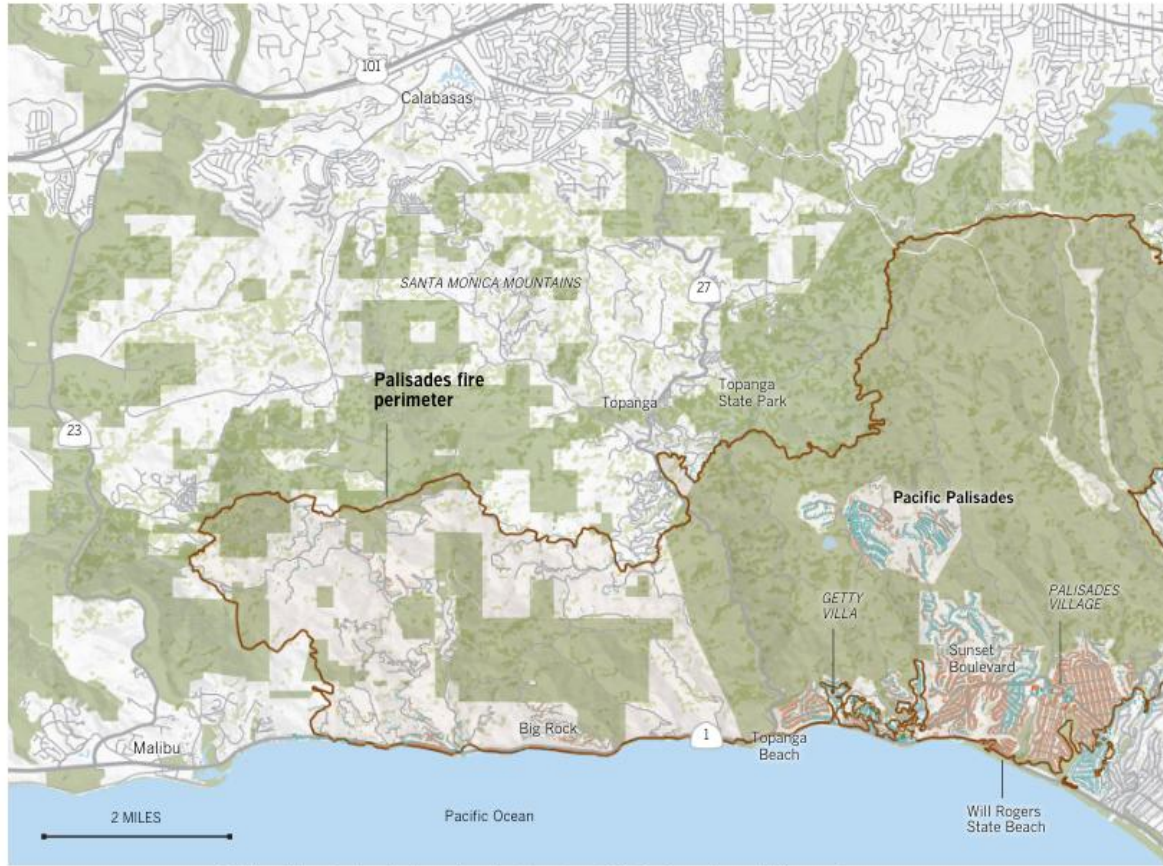 101
Calabasas
SANTA MONICA MOUNTAINS
27
Palisades fire
perimeter
Topanga
State Park
Topanga
23
Pacific Palisades
GETTY
VILLA
PALISADES
VILLAGE
Sunset
Boulevard
Big Rock
1
Topanga
Beach
Malibu
Will Rogers
State Beach
2 MILES
Pacific Ocean